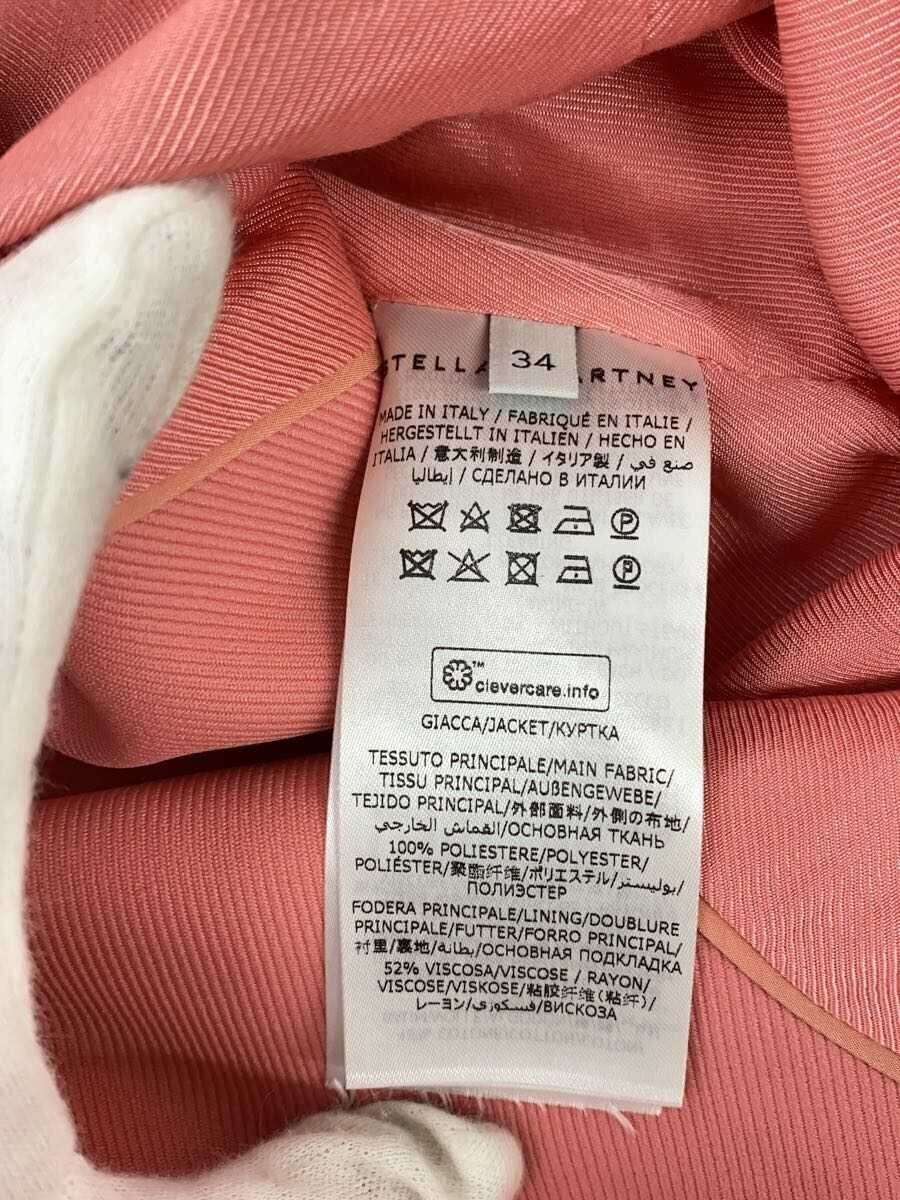 34
STELLA McCARTNEY
MADE IN ITALY / FABRIQUÉ EN ITALIE /
HERGESTELLT IN ITALIEN / HECHO EN
ITALIA / 意大利制造 / イタリア製 / صنع في
إيطاليا / СДЕЛАНО В ИТАЛИИ
P
P
clevercare.info™
GIACCA/JACKET/КУРТКА
TESSUTO PRINCIPALE/MAIN FABRIC/
TISSU PRINCIPAL/AUßENGEWEBE/
TEJIDO PRINCIPAL/外部面料/外側の布地/
القماش الخارجي/ОСНОВНАЯ ТКАНЬ
100% POLIESTERE/POLYESTER/
POLIÉSTER/聚酯纤维/ポリエステル/بوليستر/
ПОЛИЭСТЕР
FODERA PRINCIPALE/LINING/DOUBLURE
PRINCIPALE/FUTTER/FORRO PRINCIPAL/
衬里/裏地/بطانة/ОСНОВНАЯ ПОДКЛАДКА
52% VISCOSA/VISCOSE / RAYON/
VISCOSE/VISKOSE/粘胶纤维(粘纤)/
レーヨン/فسكوزي/ВИСКОЗА